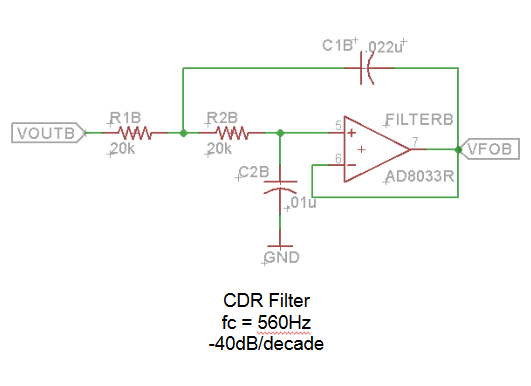 C1B .022u
R1B R2B FILTERB
VOUTB 5 + 7 VFOB
20k 20k 6 -
C2B AD8033R
.01u
GND
CDR Filter
fc = 560Hz
-40dB/decade